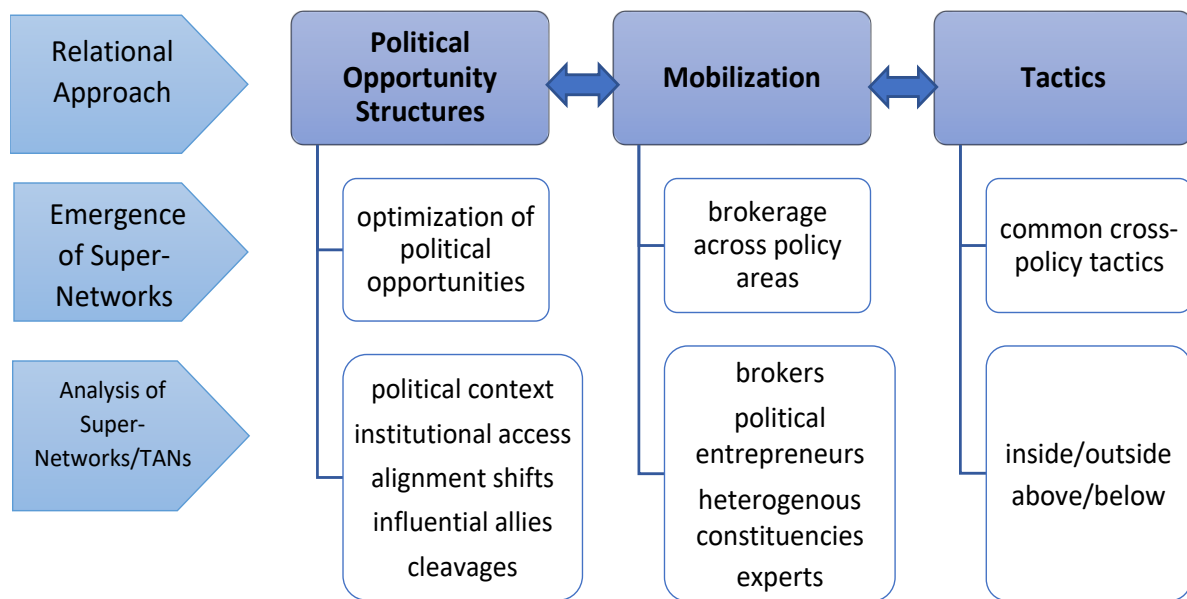 Relational
Approach
Political
Opportunity
Structures
Mobilization
Tactics
Emergence
of Super-
Networks
optimization of
political
opportunities
brokerage
across policy
areas
common cross-
policy tactics
Analysis of
Super-
Networks/TANs
political context
institutional access
alignment shifts
influential allies
cleavages
brokers
political
entrepreneurs
heterogenous
constituencies
experts
inside/outside
above/below